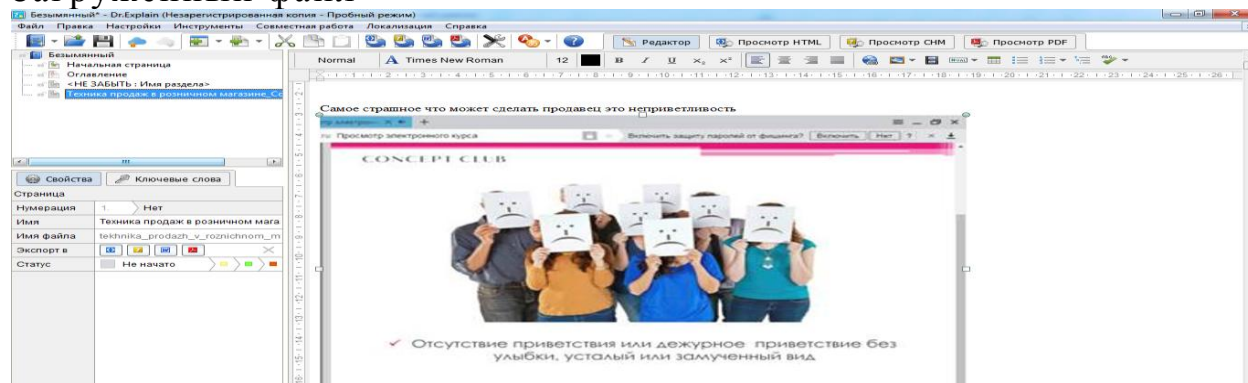 Загруженный файл
Безымянный* - Dr.Explain (Незарегистрированная копия - Пробный режим)
Файл Правка Настройки Инструменты Совместная работа Локализация Справка
Редактор Просмотр HTML Просмотр CHM Просмотр PDF
Безымянный
Начальная страница
Оглавление
<НЕ ЗАБЫТЬ : Имя раздела>
Техника продаж в розничном магазине_Co
Normal A Times New Roman 12 B I U x₂ x²
Самое страшное что может сделать продавец это неприветливость
Просмотр электронного курса Включить защиту паролей от фишинга? Включить Нет ?
CONCEPT CLUB
✓ Отсутствие приветствия или дежурное приветствие без
улыбки, усталый или замученный вид
Свойства Ключевые слова
Страница
Нумерация 1. Нет
Имя Техника продаж в розничном мага
Имя файла tekhnika_prodazh_v_roznichnom_m
Экспорт в
Статус Не начато